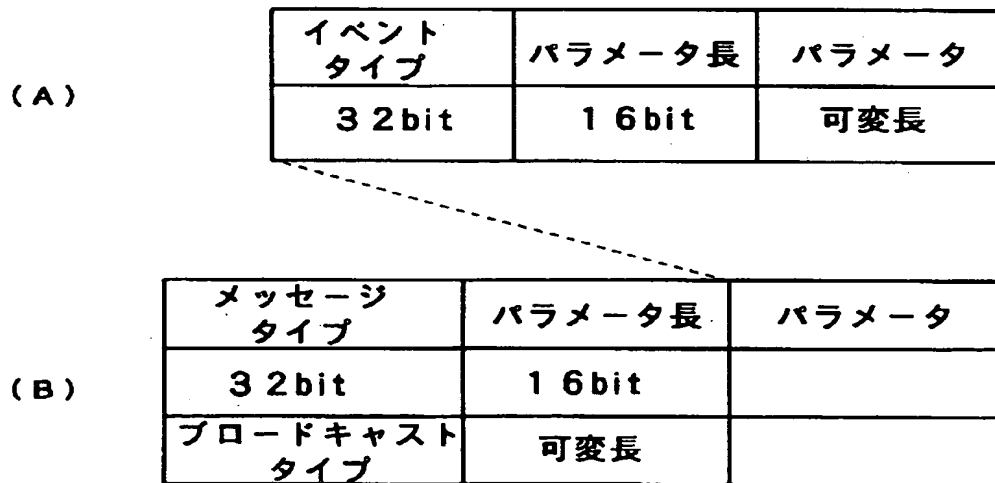 イベント
タイプ
パラメータ長
パラメータ
(A)
32bit
16bit
可変長
メッセージ
タイプ
パラメータ長
パラメータ
(B)
32bit
16bit
ブロードキャスト
タイプ
可変長